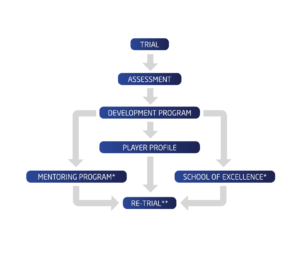 TRIAL
ASSESSMENT
DEVELOPMENT PROGRAM
PLAYER PROFILE
MENTORING PROGRAM*
SCHOOL OF EXCELLENCE*
RE-TRIAL**